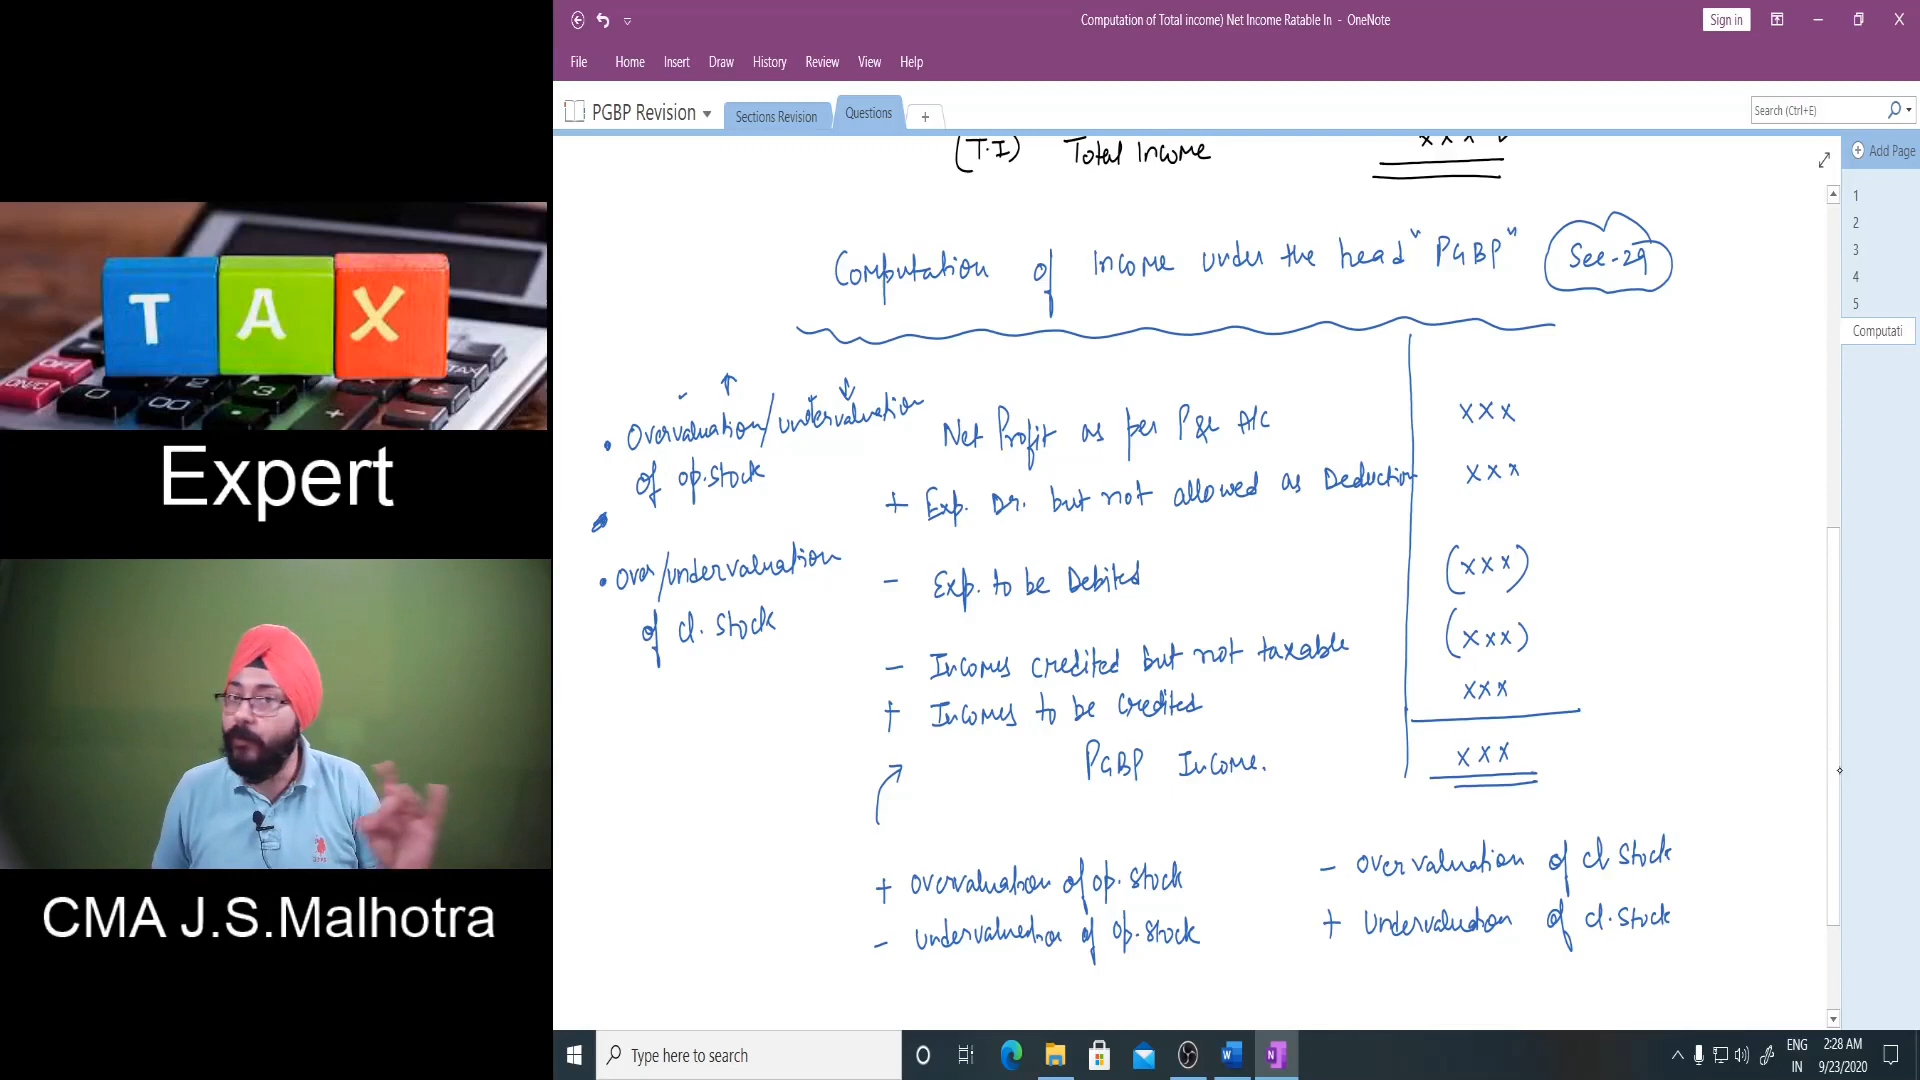 Computation of Total income) Net Income Ratable In - OneNote
Sign in
File Home Insert Draw History Review View Help
PGBP Revision Sections Revision Questions +
Search (Ctrl+E)
Add Page
1
2
3
4
5
Computati
(T.I) Total Income x x x
Computation of Income under the head "PGBP" Sec-29
• Overvaluation/undervaluation
of op.stock
• over/undervaluation
of cl. stock
Net Profit as per P&L A/c xxx
+ Exp. Dr. but not allowed as Deduction xxx
- Exp. to be Debited (xxx)
- Incomes credited but not taxable (xxx)
+ Incomes to be credited xxx
PGBP Income. xxx
+ overvaluation of op. stock
- undervaluation of op.stock
- overvaluation of cl stock
+ undervaluation of cl.stock
TAX
ON/C
OFF
TAX
00
3
Expert
CMA J.S.Malhotra
Type here to search
ENG
IN
2:28 AM
9/23/2020